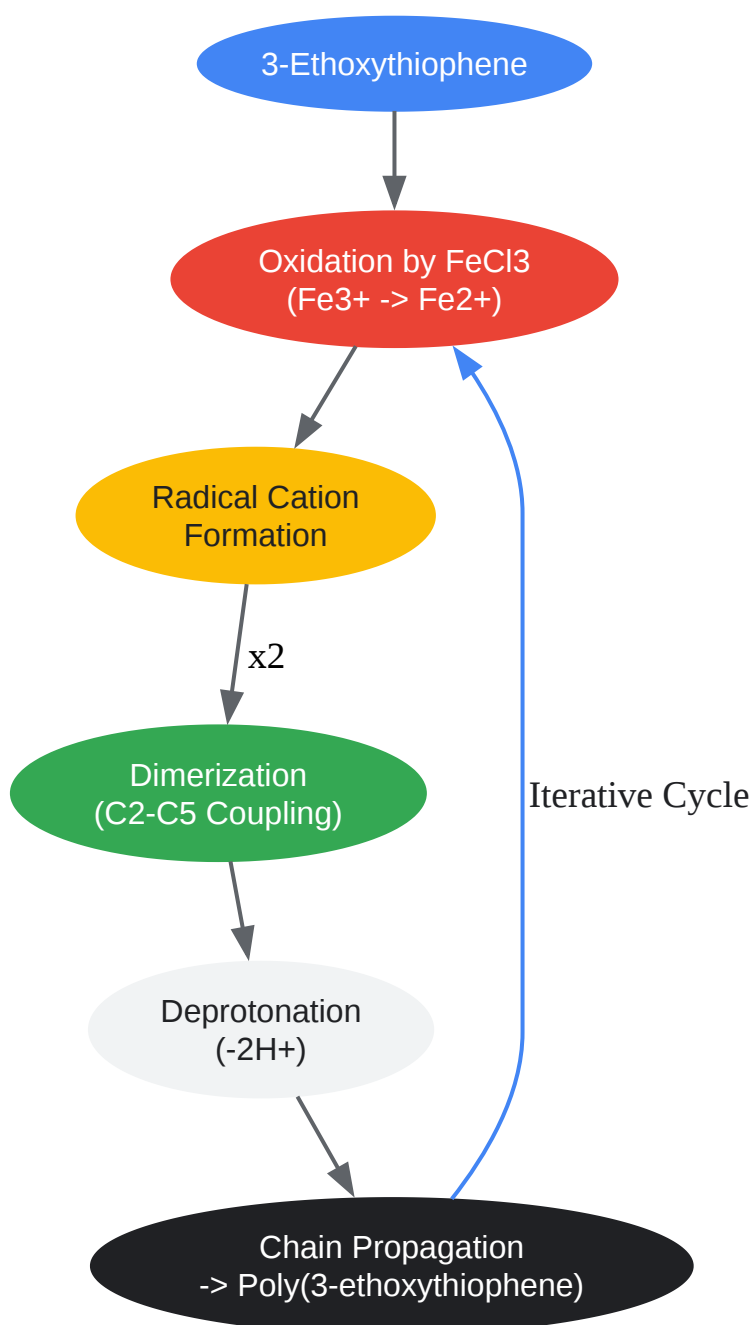 3-Ethoxythiophene
Oxidation by FeCl3
(Fe3+ -> Fe2+)
Radical Cation
Formation
x2
Dimerization
(C2-C5 Coupling)
Iterative Cycle
Deprotonation
(-2H+)
Chain Propagation
-> Poly(3-ethoxythiophene)